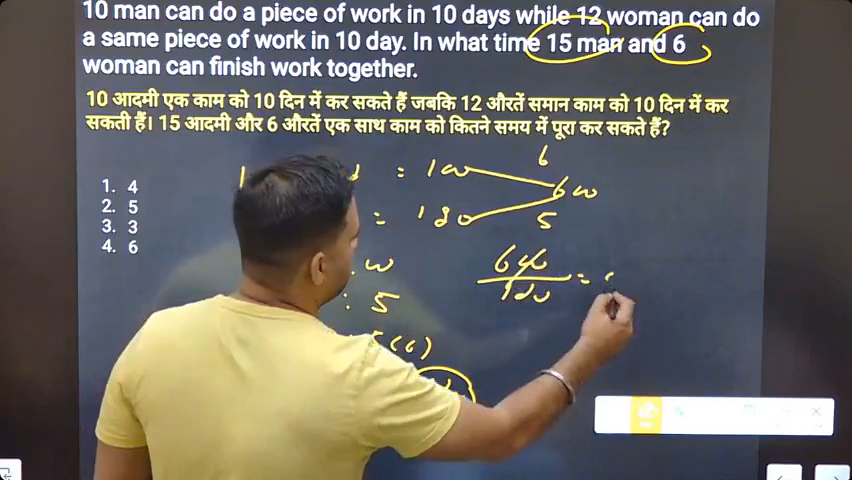 10 man can do a piece of work in 10 days while 12 woman can do
a same piece of work in 10 day. In what time 15 man and 6
woman can finish work together.
10 आदमी एक काम को 10 दिन में कर सकते हैं जबकि 12 औरतें समान काम को 10 दिन में कर
सकती हैं। 15 आदमी और 6 औरतें एक साथ काम को कितने समय में पूरा कर सकते हैं?
1. 4
2. 5
3. 3
4. 6
6
= 1w 6w
=
5
: w
: 5
(6)
=